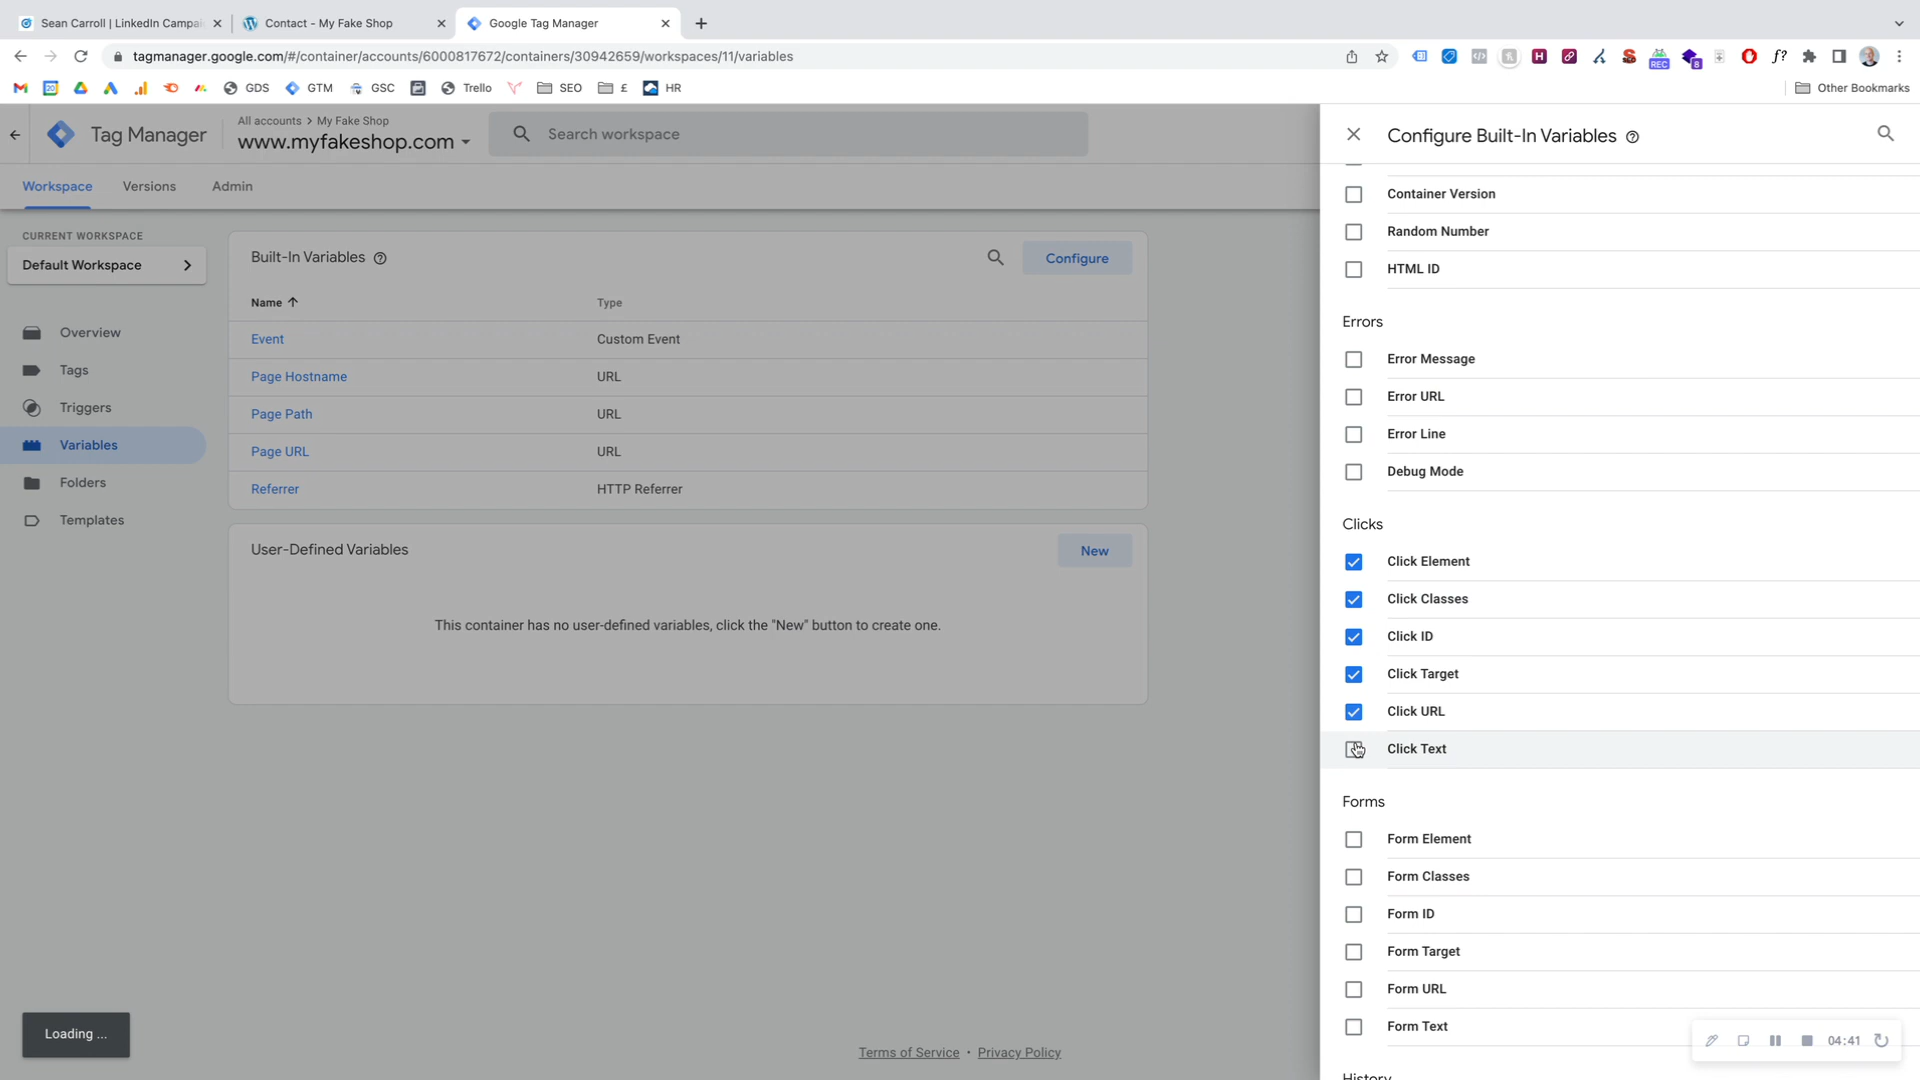 Sean Carroll | LinkedIn Campai
Contact - My Fake Shop
Google Tag Manager
tagmanager.google.com/#/container/accounts/6000817672/containers/30942659/workspaces/11/variables
GDS
GTM
GSC
Trello
SEO
£
HR
Other Bookmarks
REC
8
f?
Tag Manager
All accounts > My Fake Shop
www.myfakeshop.com
Search workspace
Workspace
Versions
Admin
CURRENT WORKSPACE
Default Workspace
Overview
Tags
Triggers
Variables
Folders
Templates
Built-In Variables
Configure
Name
Type
Event
Custom Event
Page Hostname
URL
Page Path
URL
Page URL
URL
Referrer
HTTP Referrer
User-Defined Variables
New
This container has no user-defined variables, click the "New" button to create one.
Loading ...
Terms of Service • Privacy Policy
Configure Built-In Variables
Container Version
Random Number
HTML ID
Errors
Error Message
Error URL
Error Line
Debug Mode
Clicks
Click Element
Click Classes
Click ID
Click Target
Click URL
Click Text
Forms
Form Element
Form Classes
Form ID
Form Target
Form URL
Form Text
04:41
History